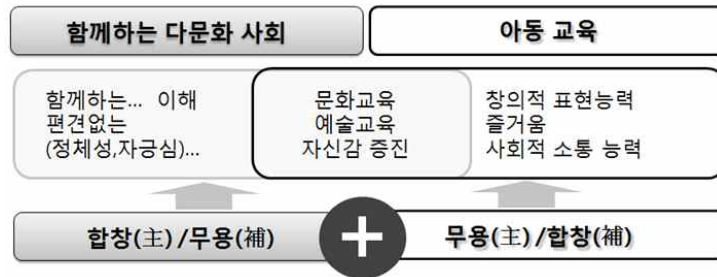 함께하는 다문화 사회
아동 교육
함께하는... 이해
편견없는
(정체성,자긍심)...
문화교육
예술교육
자신감 증진
창의적 표현능력
즐거움
사회적 소통 능력
합창(主)/무용(補)
+
무용(主)/합창(補)